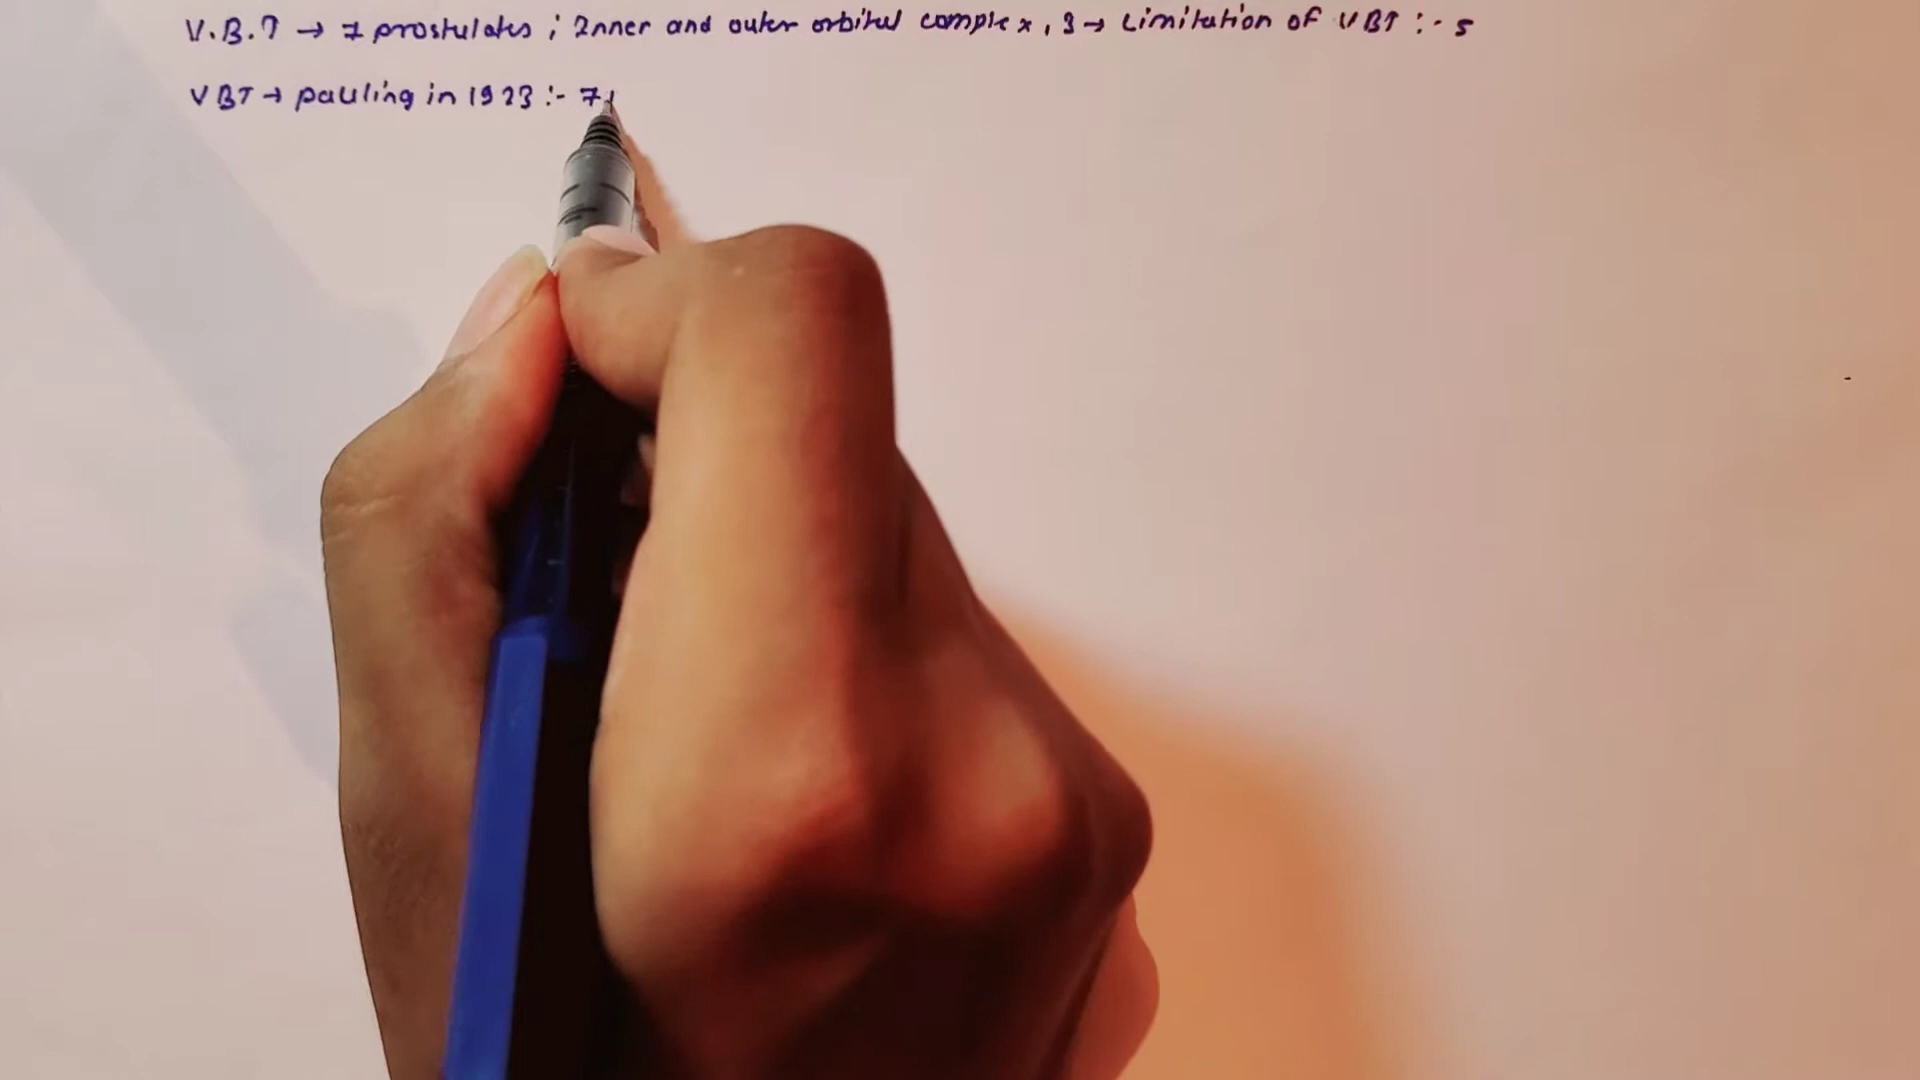 V.B.T → 7 prostulates ; Inner and outer orbital complex, 3 → Limitation of VBT :- 5
VBT → pauling in 1923 :- 7